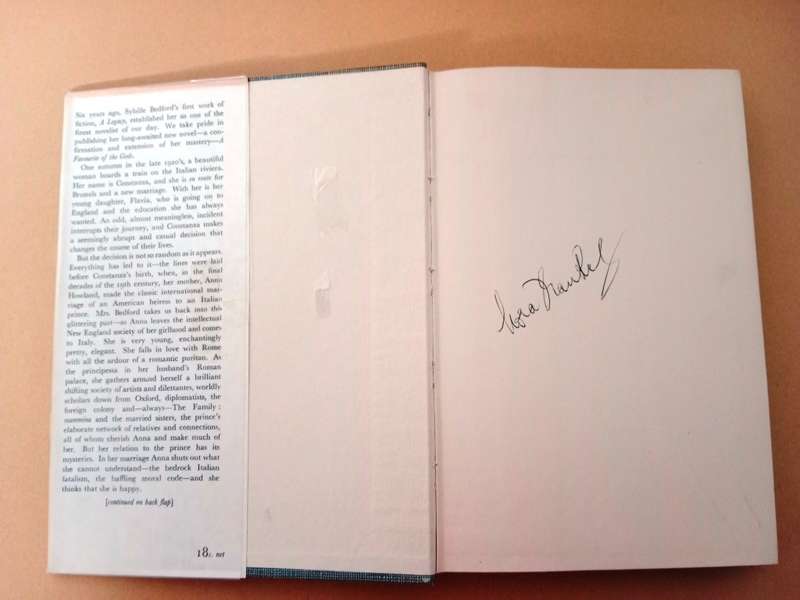 Six years ago, Sybille Bedford's first work of
fiction, A Legacy, established her as one of the
finest novelist of our day. We take pride in
publishing her long-awaited new novel—a con-
firmation and extension of her mastery—A
Favourite of the Gods.
One autumn in the late 1920's, a beautiful
woman boards a train on the Italian riviera.
Her name is Constanza, and she is en route for
Brussels and a new marriage. With her is her
young daughter, Flavia, who is going on to
England and the education she has always
wanted. An odd, almost meaningless, incident
interrupts their journey, and Constanza makes
a seemingly abrupt and casual decision that
changes the course of their lives.
But the decision is not so random as it appears.
Everything has led to it—the lines were laid
before Constanza's birth, when, in the final
decades of the 19th century, her mother, Anna
Howland, made the classic international mar-
riage of an American heiress to an Italian
prince. Mrs. Bedford takes us back into this
glittering past—as Anna leaves the intellectual
New England society of her girlhood and comes
to Italy. She is very young, enchantingly
pretty, elegant. She falls in love with Rome
with all the ardour of a romantic puritan. As
the principessa in her husband's Roman
palace, she gathers around herself a brilliant
shifting society of artists and dilettantes, worldly
scholars down from Oxford, diplomatists, the
foreign colony and—always—The Family:
mammina and the married sisters, the prince's
elaborate network of relatives and connections,
all of whom cherish Anna and make much of
her. But her relation to the prince has its
mysteries. In her marriage Anna shuts out what
she cannot understand—the bedrock Italian
fatalism, the baffling moral code—and she
thinks that she is happy.
[continued on back flap]
18s. net